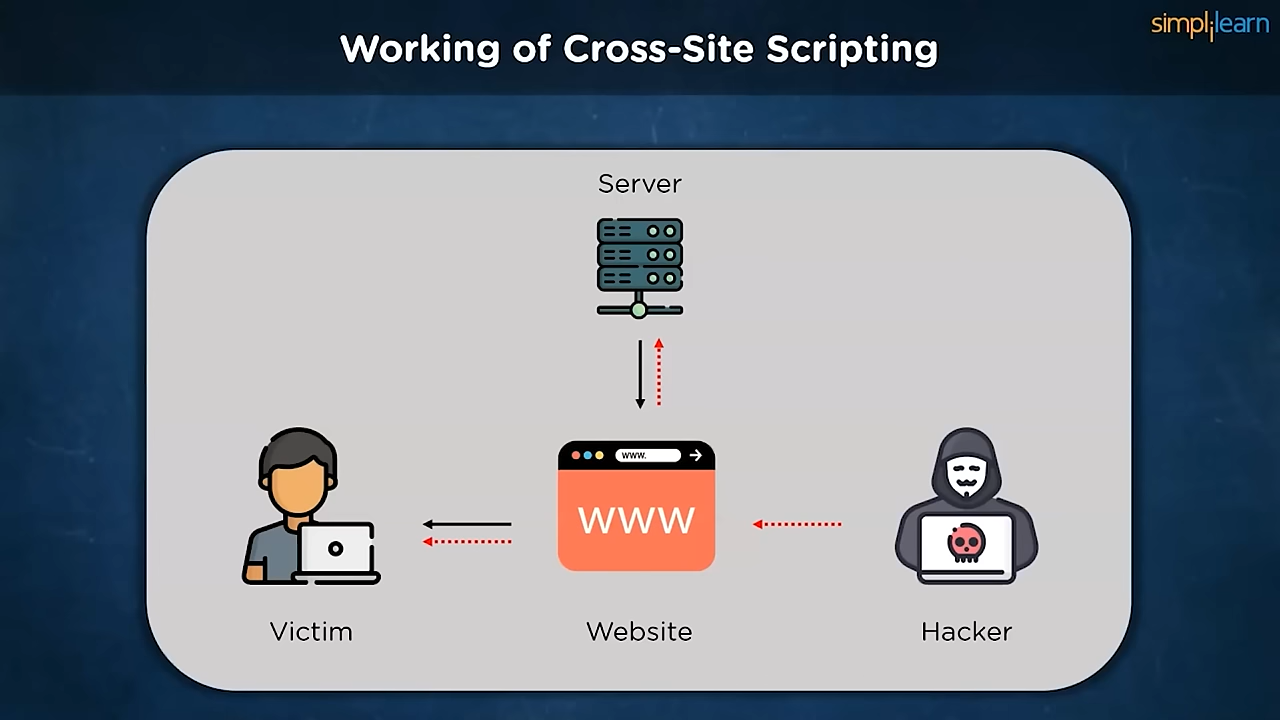 Working of Cross-Site Scripting
simplilearn
Server
www.
WWW
Victim
Website
Hacker